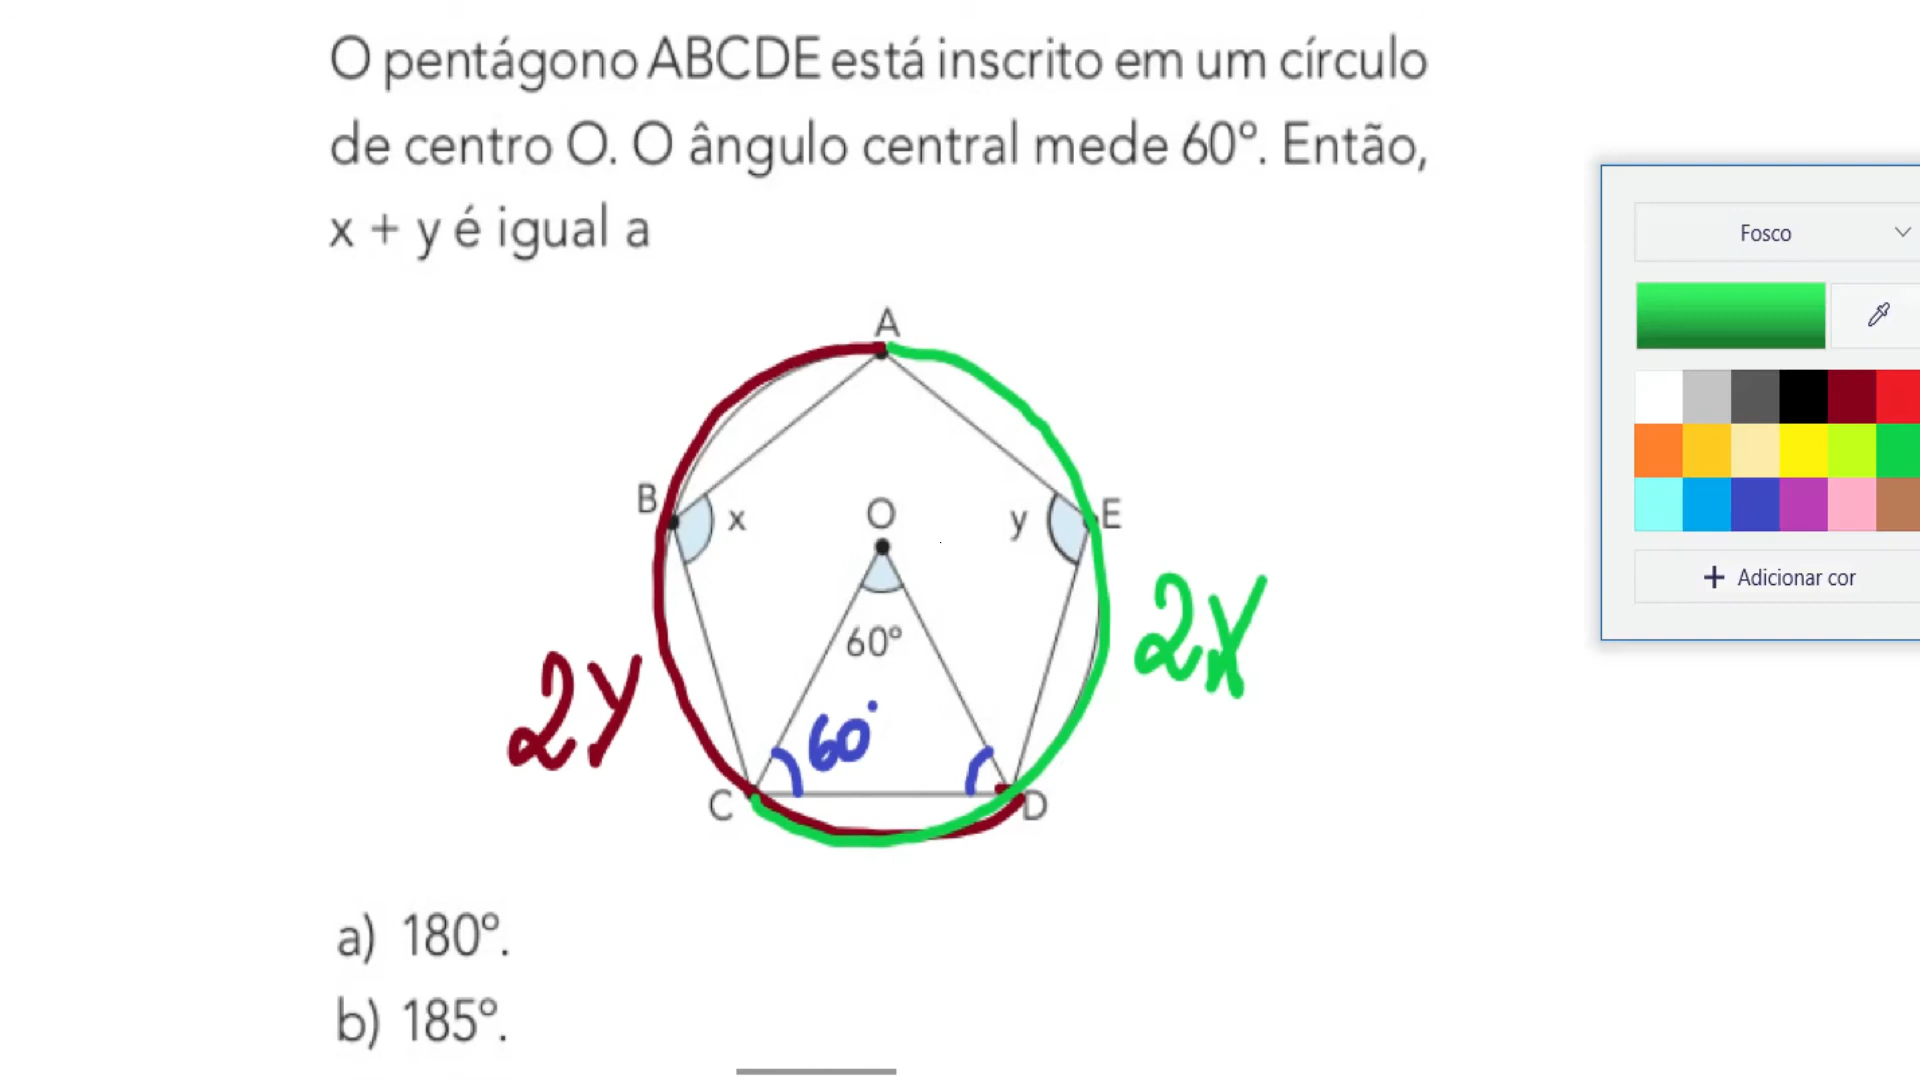 O pentágono ABCDE está inscrito em um círculo
de centro O. O ângulo central mede 60°. Então,
x + y é igual a
Fosco
A
B
x
O
y
E
60°
2X
2y
60°
C
D
Adicionar cor
a) 180°.
b) 185°.